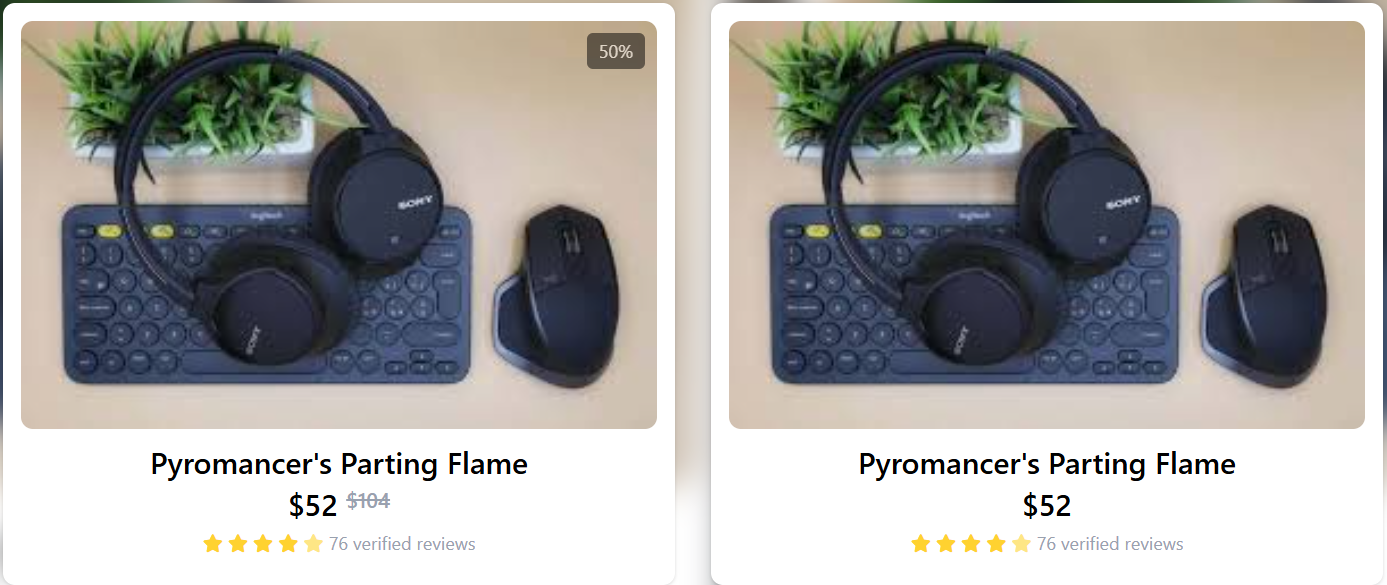 50%
SONY
logitech
SONY
Pyromancer's Parting Flame
$52 $104
76 verified reviews
SONY
logitech
SONY
Pyromancer's Parting Flame
$52
76 verified reviews